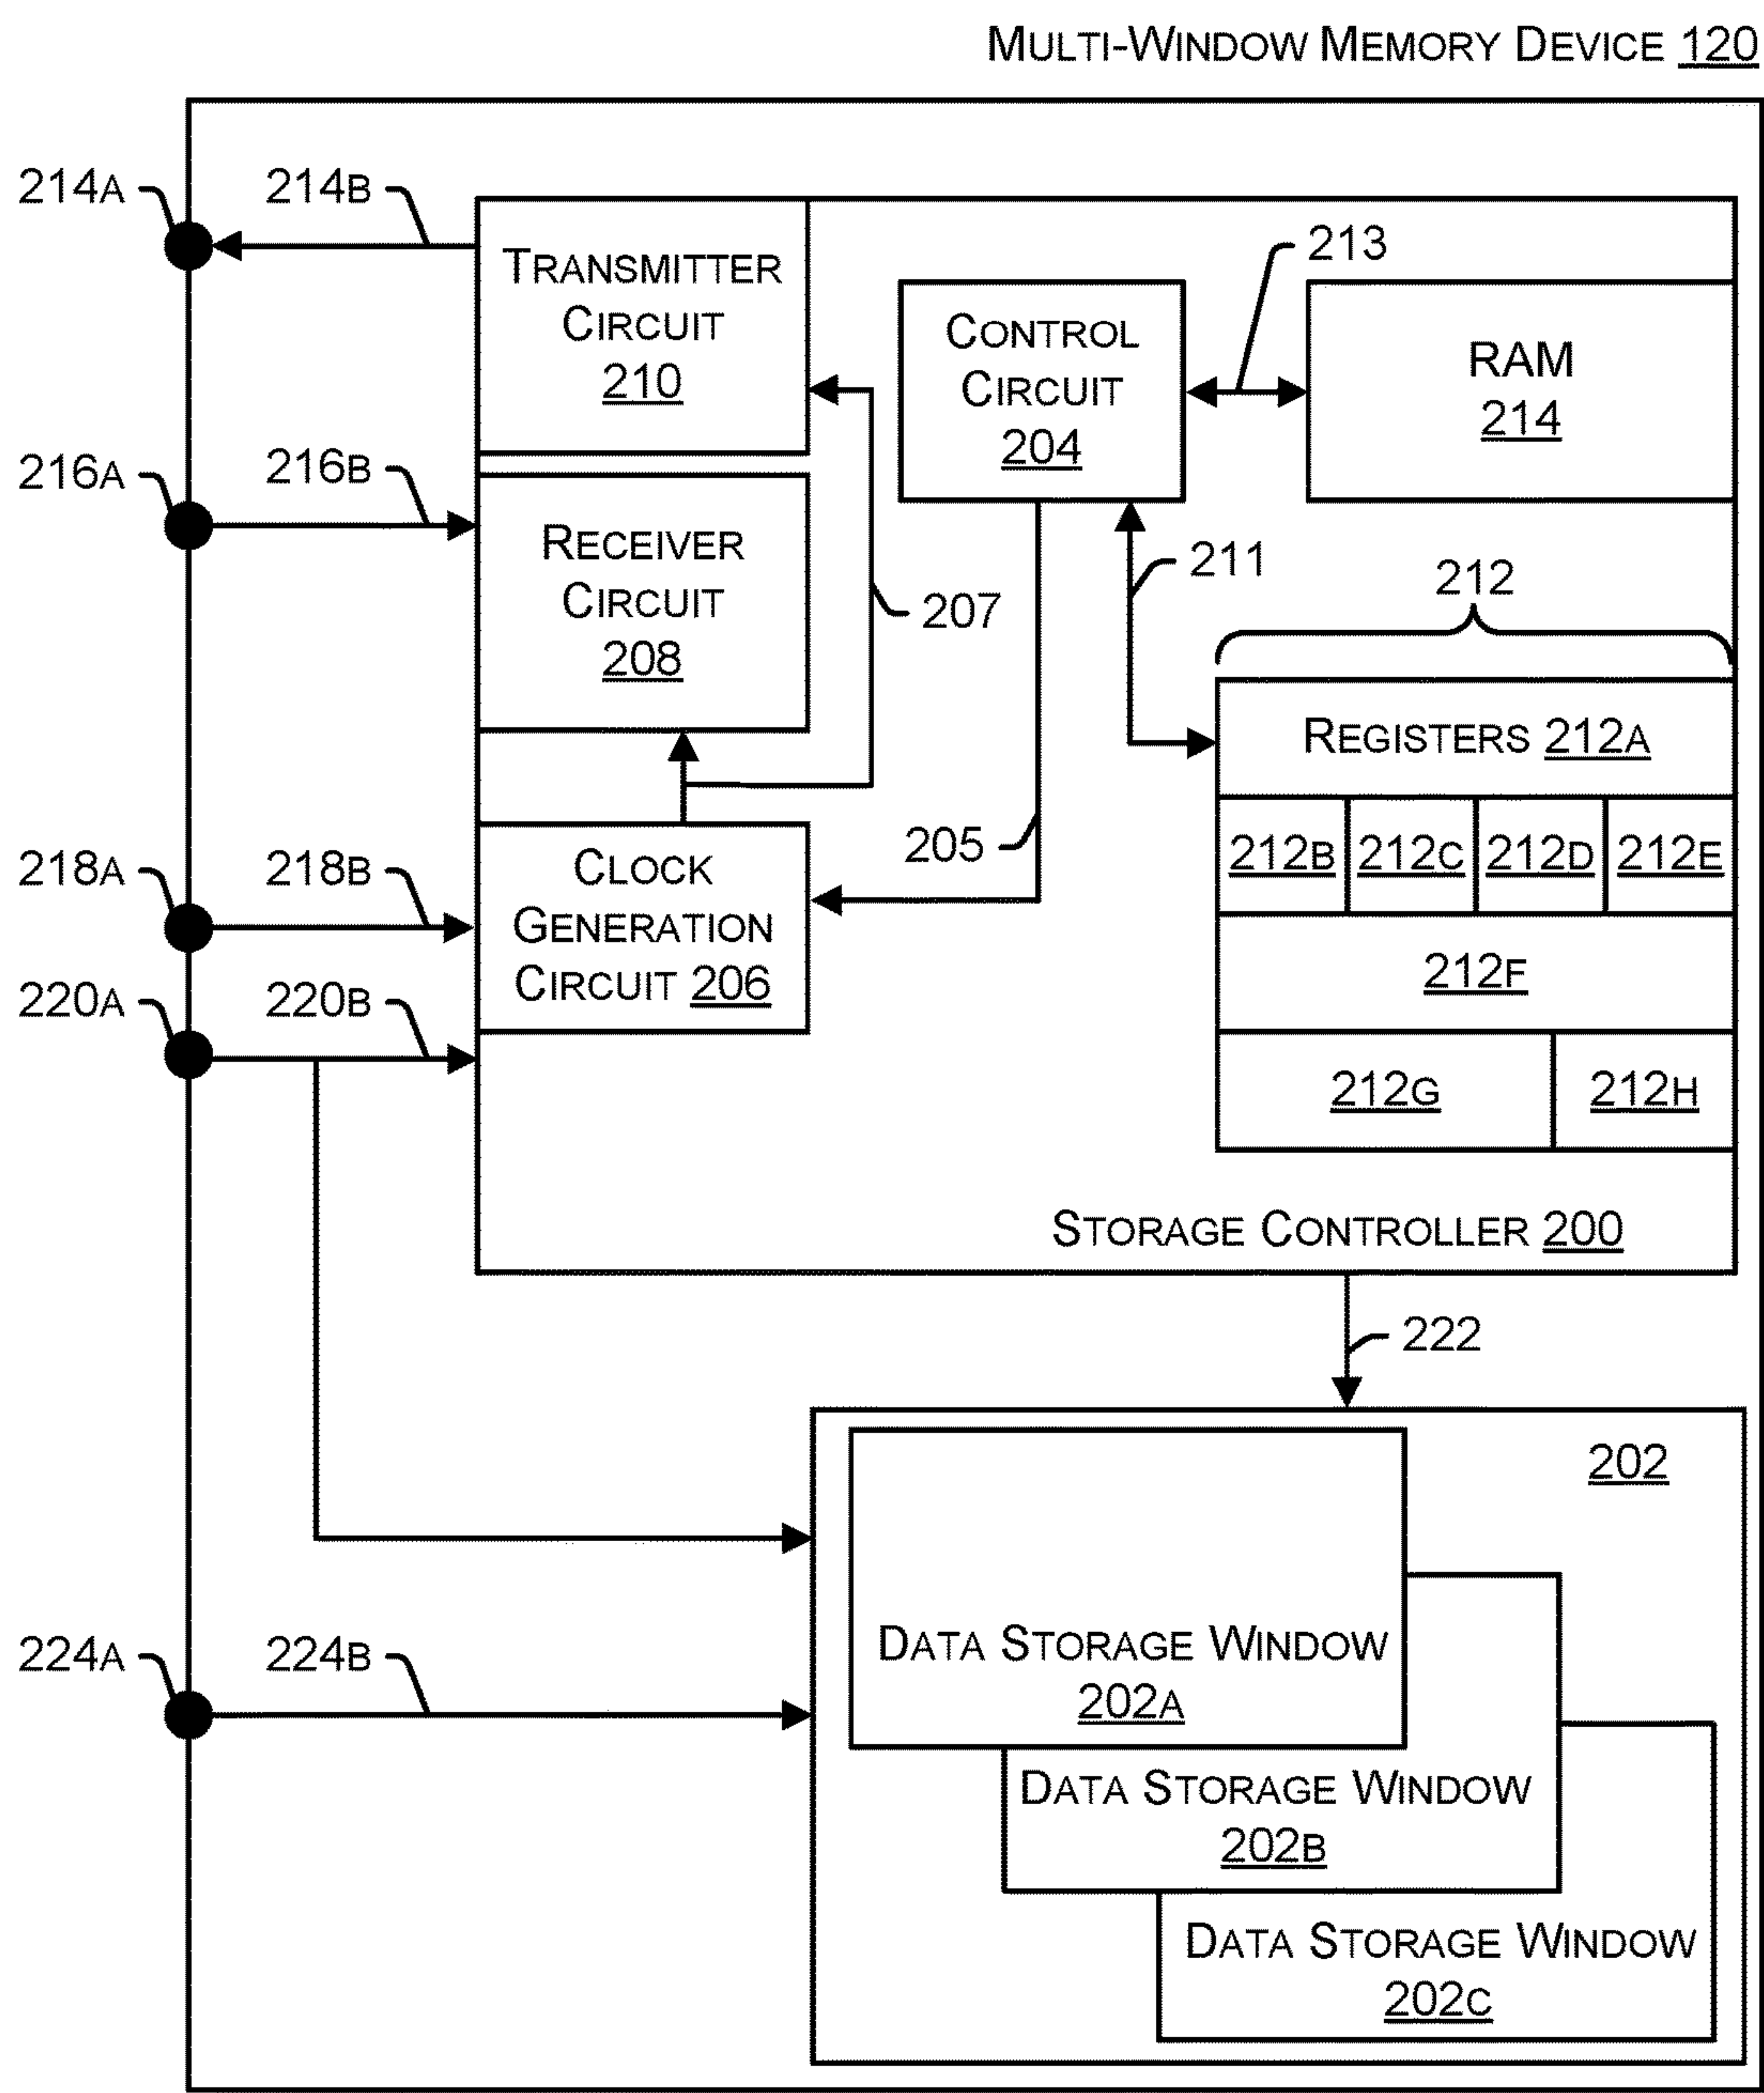 MULTI-WINDOW MEMORY DEVICE 120
214A
214B
TRANSMITTER
CIRCUIT
210
213
CONTROL
CIRCUIT
204
RAM
214
216A
216B
RECEIVER
CIRCUIT
208
207
211
212
REGISTERS 212A
212B 212C 212D 212E
212F
212G 212H
205
218A
218B
CLOCK
GENERATION
CIRCUIT 206
220A
220B
STORAGE CONTROLLER 200
222
202
DATA STORAGE WINDOW
202A
224A
224B
DATA STORAGE WINDOW
202B
DATA STORAGE WINDOW
202C